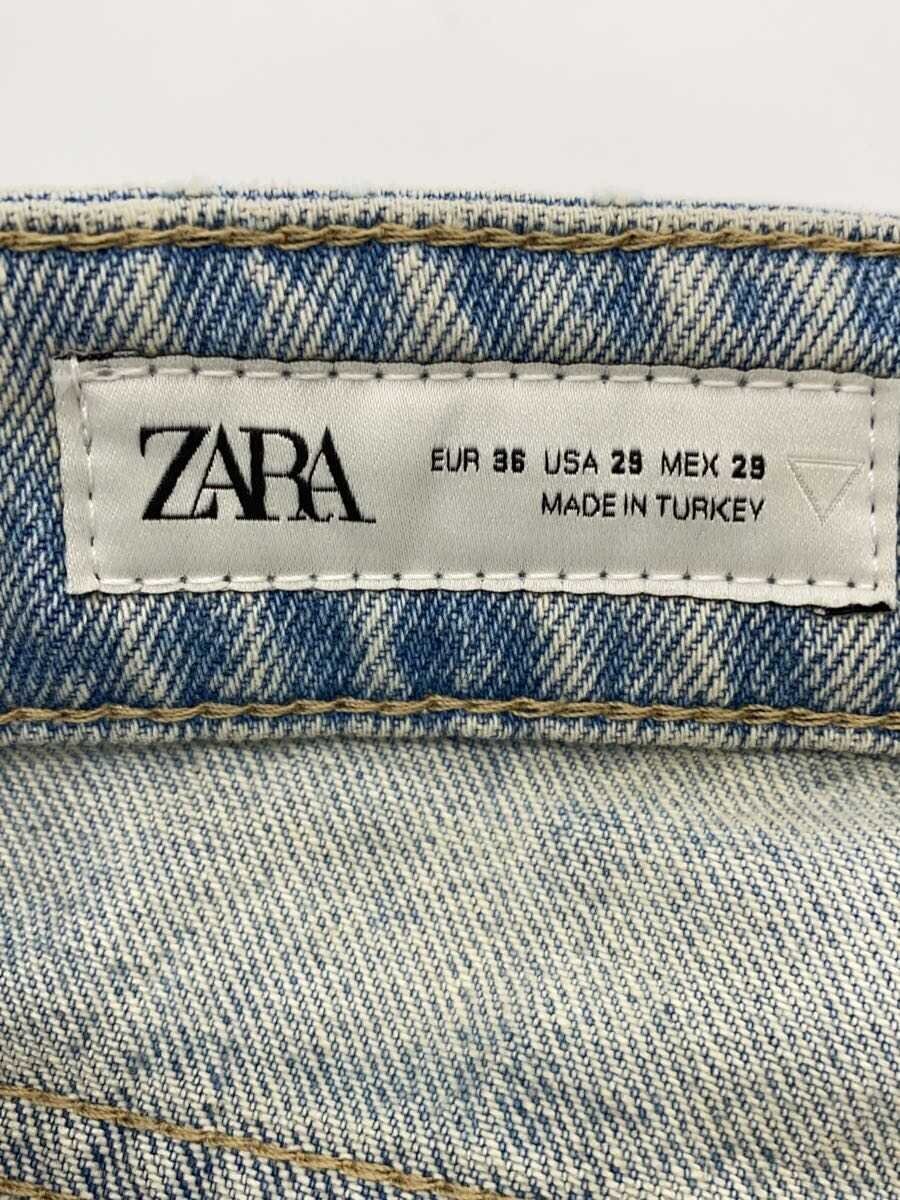 ZARA
EUR 36 USA 29 MEX 29
MADE IN TURKEY